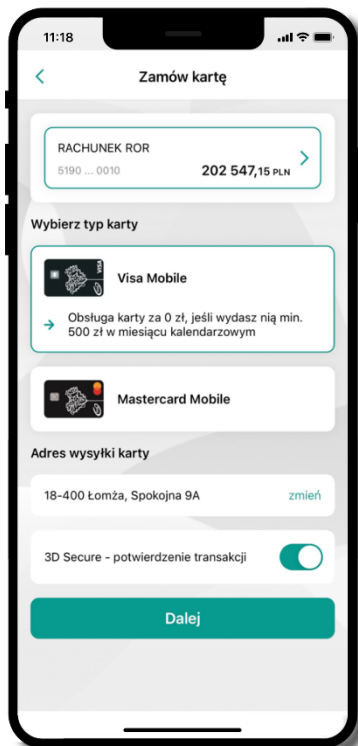 11:18
Zamów kartę
RACHUNEK ROR
5190 ... 0010
202 547,15 PLN
Wybierz typ karty
VISA
Visa Mobile
Obsługa karty za 0 zł, jeśli wydasz nią min.
500 zł w miesiącu kalendarzowym
Mastercard Mobile
Adres wysyłki karty
18-400 Łomża, Spokojna 9A
zmień
3D Secure - potwierdzenie transakcji
Dalej